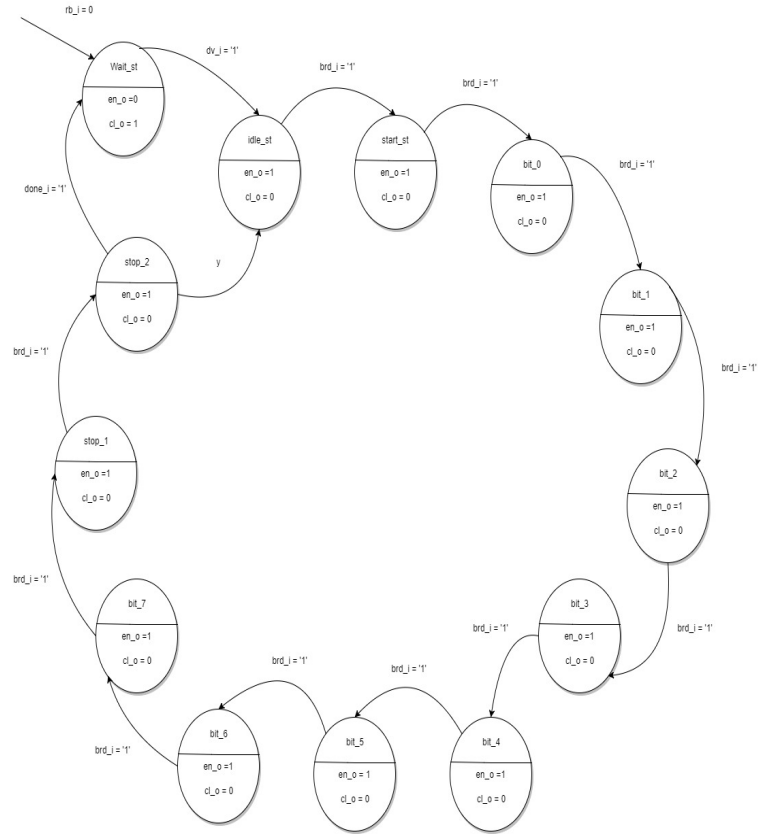 rb_i = 0
Wait_st
en_o =0
cl_o = 1
dv_i = '1'
idle_st
en_o =1
cl_o = 0
brd_i = '1'
start_st
en_o =1
cl_o = 0
brd_i = '1'
bit_0
en_o =1
cl_o = 0
brd_i = '1'
bit_1
en_o =1
cl_o = 0
brd_i = '1'
bit_2
en_o =1
cl_o = 0
brd_i = '1'
bit_3
en_o =1
cl_o = 0
brd_i = '1'
bit_4
en_o =1
cl_o = 0
brd_i = '1'
bit_5
en_o = 1
cl_o = 0
brd_i = '1'
bit_6
en_o =1
cl_o = 0
brd_i = '1'
bit_7
en_o =1
cl_o = 0
brd_i = '1'
stop_1
en_o =1
cl_o = 0
brd_i = '1'
stop_2
en_o =1
cl_o = 0
y
done_i = '1'